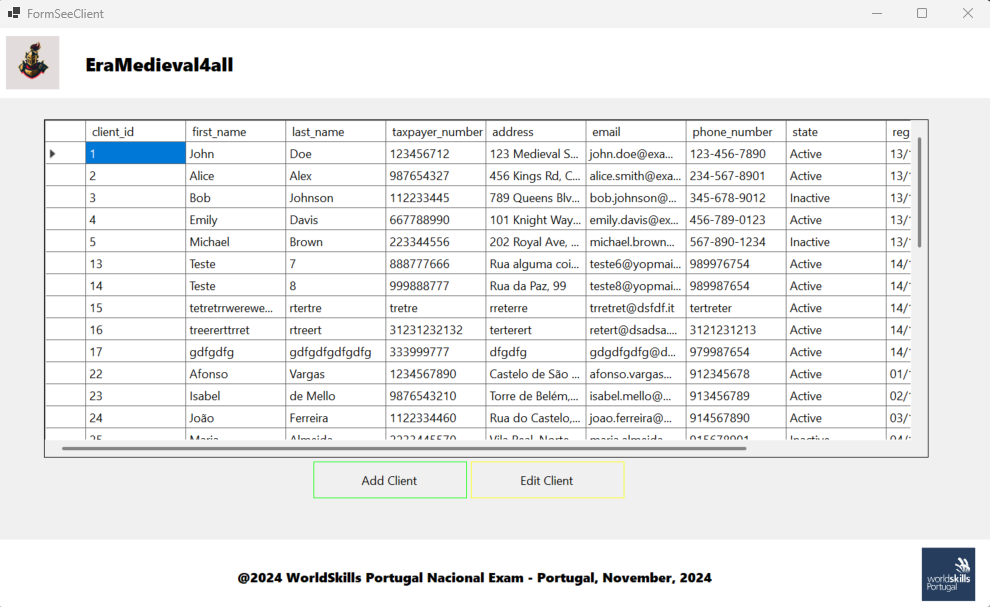 FormSeeClient
EraMedieval4all
client_id first_name last_name taxpayer_number address email phone_number state reg
1 John Doe 123456712 123 Medieval S... john.doe@exa... 123-456-7890 Active 13/
2 Alice Alex 987654327 456 Kings Rd, C... alice.smith@exa... 234-567-8901 Active 13/
3 Bob Johnson 112233445 789 Queens Blv... bob.johnson@... 345-678-9012 Inactive 13/
4 Emily Davis 667788990 101 Knight Way... emily.davis@ex... 456-789-0123 Active 13/
5 Michael Brown 223344556 202 Royal Ave, ... michael.brown... 567-890-1234 Inactive 13/
13 Teste 7 888777666 Rua alguma coi... teste6@yopmai... 989976754 Active 14/
14 Teste 8 999888777 Rua da Paz, 99 teste8@yopmai... 989987654 Active 14/
15 tetretrrwerewe... rtertre tretre rreterre trretret@dsfdf.it tertreter Active 14/
16 treererttrret rtreert 31231232132 terterert retert@dsadsa.... 3121231213 Active 14/
17 gdfgdfg gdfgdfgdfgdfg 333999777 dfgdfg gdgdfgdfg@d... 979987654 Active 14/
22 Afonso Vargas 1234567890 Castelo de São ... afonso.vargas... 912345678 Active 01/
23 Isabel de Mello 9876543210 Torre de Belém,... isabel.mello@... 913456789 Active 02/
24 João Ferreira 1122334460 Rua do Castelo,... joao.ferreira@... 914567890 Active 03/
25 Maria Almeida 2233445570 Vila Real, Norte... maria.almeida... 915678901 Inactive 04/
Add Client Edit Client
@2024 WorldSkills Portugal Nacional Exam - Portugal, November, 2024
worldskills
Portugal